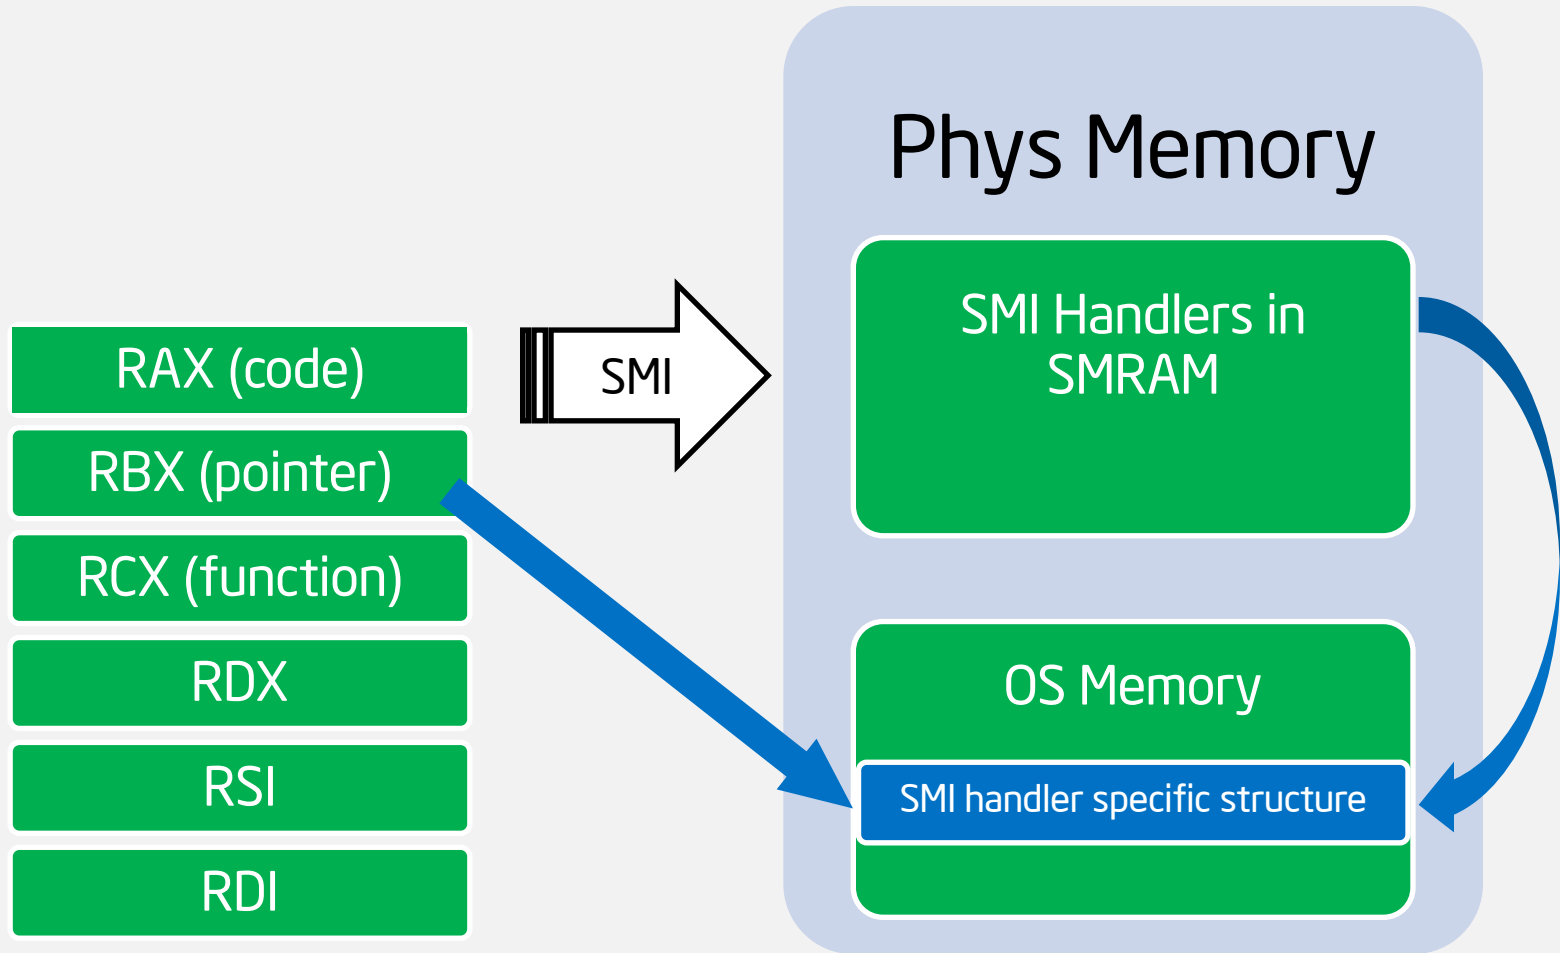 Phys Memory
SMI Handlers in
SMRAM
SMI
RAX (code)
RBX (pointer)
RCX (function)
RDX
RSI
RDI
OS Memory
SMI handler specific structure